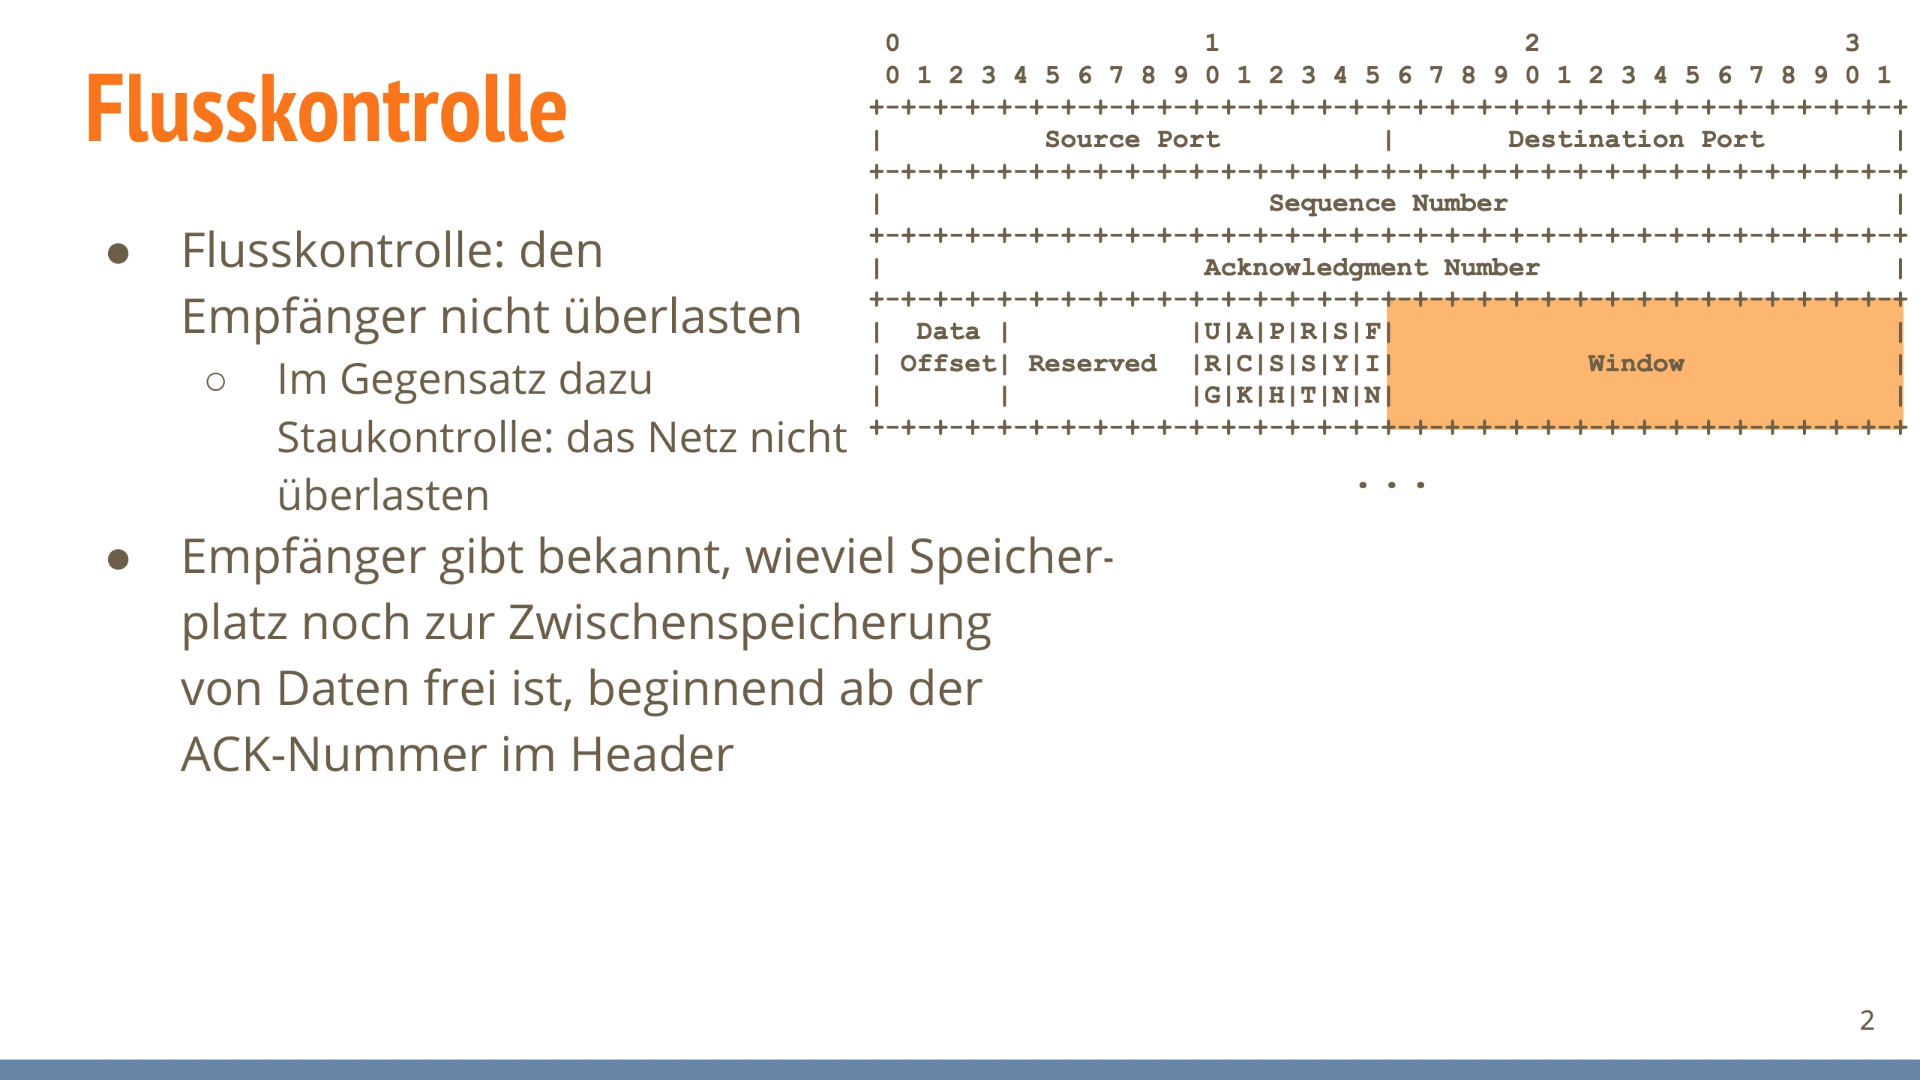 Flusskontrolle
● Flusskontrolle: den
Empfänger nicht überlasten
○ Im Gegensatz dazu
Staukontrolle: das Netz nicht
überlasten
● Empfänger gibt bekannt, wieviel Speicher-
platz noch zur Zwischenspeicherung
von Daten frei ist, beginnend ab der
ACK-Nummer im Header
 0                   1                   2                   3
 0 1 2 3 4 5 6 7 8 9 0 1 2 3 4 5 6 7 8 9 0 1 2 3 4 5 6 7 8 9 0 1
+-+-+-+-+-+-+-+-+-+-+-+-+-+-+-+-+-+-+-+-+-+-+-+-+-+-+-+-+-+-+-+-+
|          Source Port          |       Destination Port        |
+-+-+-+-+-+-+-+-+-+-+-+-+-+-+-+-+-+-+-+-+-+-+-+-+-+-+-+-+-+-+-+-+
|                        Sequence Number                        |
+-+-+-+-+-+-+-+-+-+-+-+-+-+-+-+-+-+-+-+-+-+-+-+-+-+-+-+-+-+-+-+-+
|                    Acknowledgment Number                      |
+-+-+-+-+-+-+-+-+-+-+-+-+-+-+-+-+-+-+-+-+-+-+-+-+-+-+-+-+-+-+-+-+
|  Data |           |U|A|P|R|S|F|                               |
| Offset| Reserved  |R|C|S|S|Y|I|            Window             |
|       |           |G|K|H|T|N|N|                               |
+-+-+-+-+-+-+-+-+-+-+-+-+-+-+-+-+-+-+-+-+-+-+-+-+-+-+-+-+-+-+-+-+
...
2